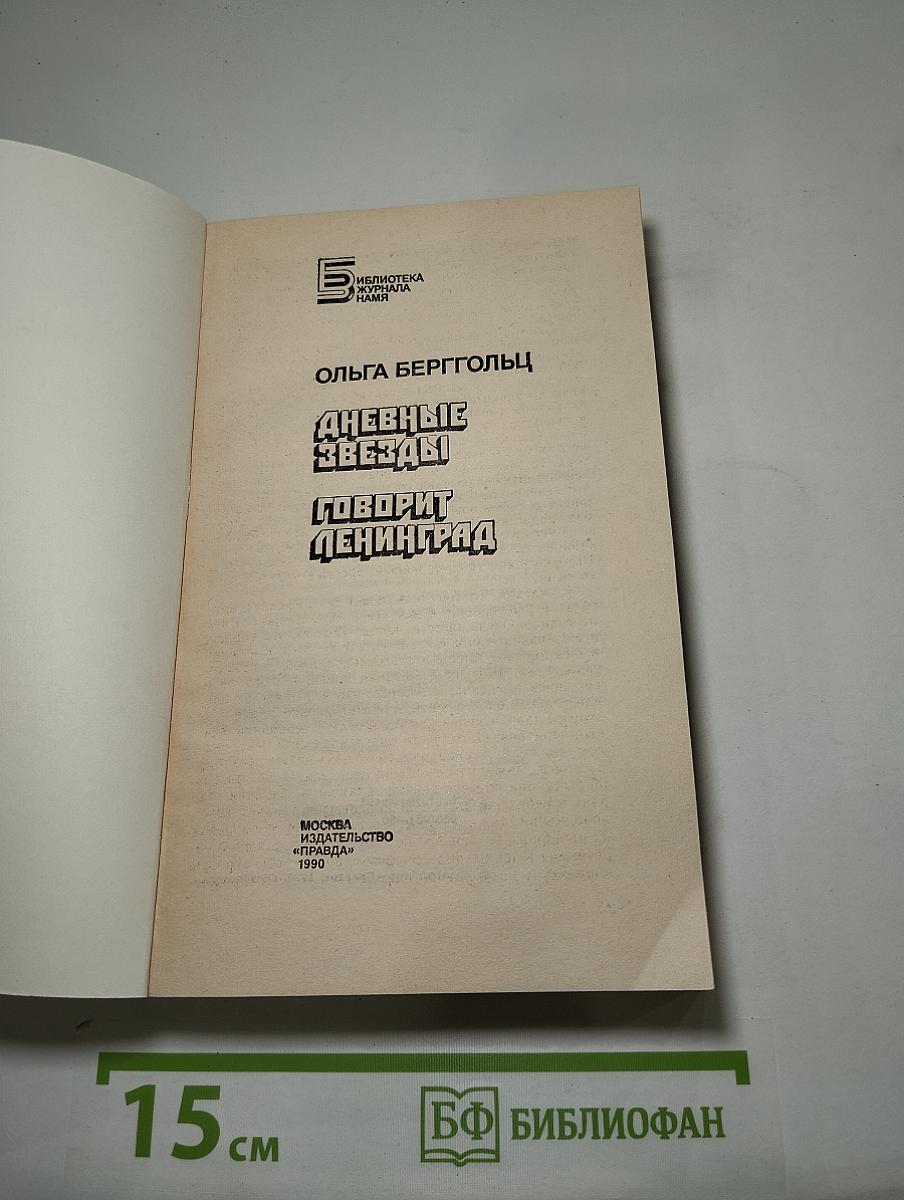 БИБЛИОТЕКА
ЖУРНАЛА
ЗНАМЯ
ОЛЬГА БЕРГГОЛЬЦ
ДНЕВНЫЕ
ЗВЕЗДЫ
ГОВОРИТ
ЛЕНИНГРАД
МОСКВА
ИЗДАТЕЛЬСТВО
«ПРАВДА»
1990
15 см
БФ БИБЛИОФАН